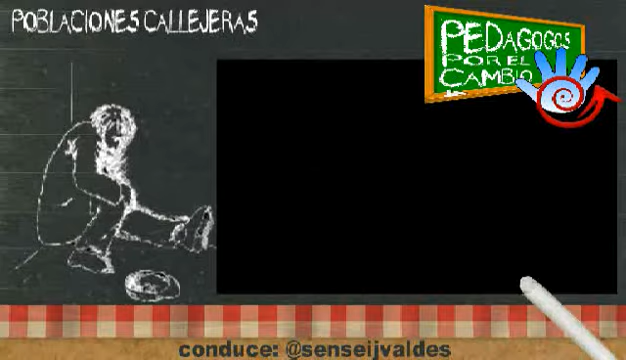 POBLACIONES CALLEJERAS
PEDAGOGOS
POR EL
CAMBIO
conduce: @senseijvaldes